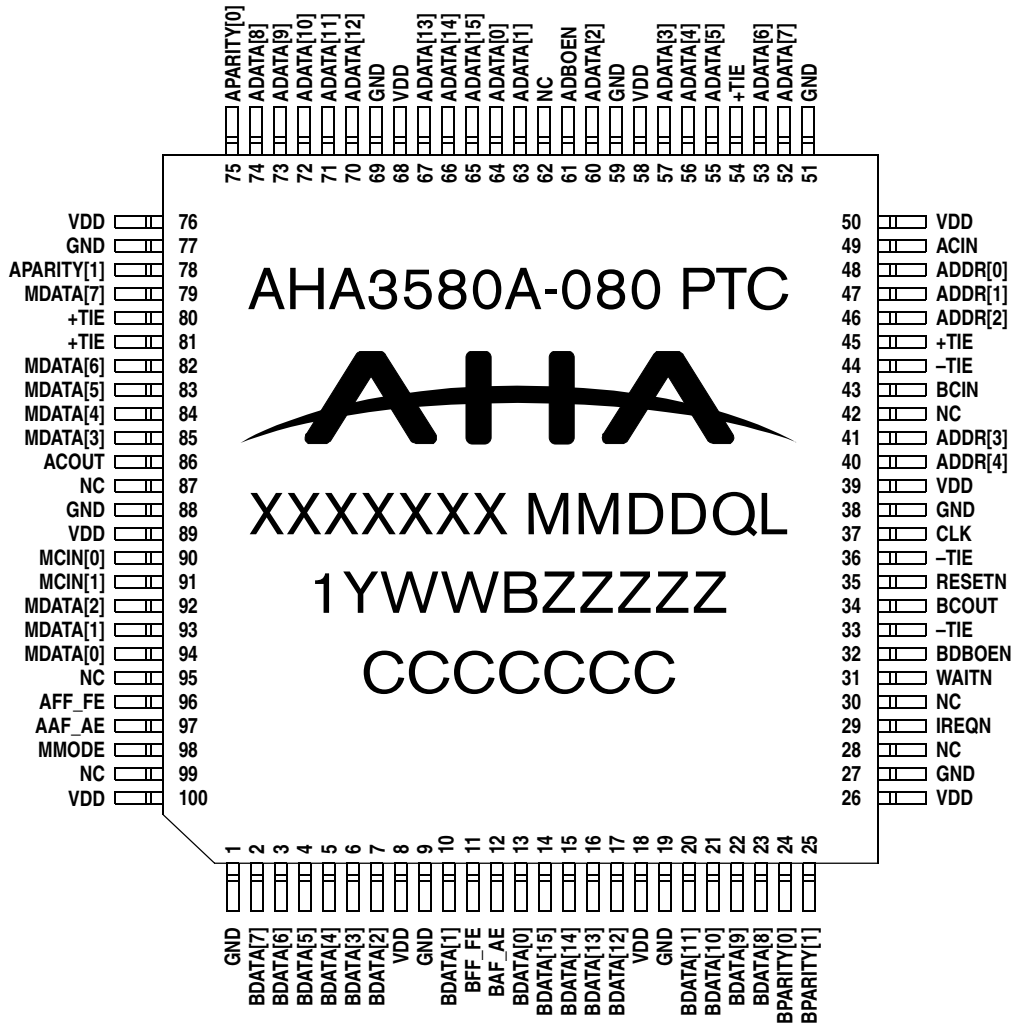 APARITY[0] ADATA[8] ADATA[9] ADATA[10] ADATA[11] ADATA[12] GND VDD ADATA[13] ADATA[14] ADATA[15] ADATA[0] ADATA[1] NC ADBOEN ADATA[2] GND VDD ADATA[3] ADATA[4] ADATA[5] +TIE ADATA[6] ADATA[7] GND
75 74 73 72 71 70 69 68 67 66 65 64 63 62 61 60 59 58 57 56 55 54 53 52 51
VDD 76
GND 77
APARITY[1] 78
MDATA[7] 79
+TIE 80
+TIE 81
MDATA[6] 82
MDATA[5] 83
MDATA[4] 84
MDATA[3] 85
ACOUT 86
NC 87
GND 88
VDD 89
MCIN[0] 90
MCIN[1] 91
MDATA[2] 92
MDATA[1] 93
MDATA[0] 94
NC 95
AFF_FE 96
AAF_AE 97
MMODE 98
NC 99
VDD 100
AHA3580A-080 PTC
AHA
XXXXXXX MMDDQL
1YWWBZZZZZ
CCCCCCC
50 VDD
49 ACIN
48 ADDR[0]
47 ADDR[1]
46 ADDR[2]
45 +TIE
44 –TIE
43 BCIN
42 NC
41 ADDR[3]
40 ADDR[4]
39 VDD
38 GND
37 CLK
36 –TIE
35 RESETN
34 BCOUT
33 –TIE
32 BDBOEN
31 WAITN
30 NC
29 IREQN
28 NC
27 GND
26 VDD
1 2 3 4 5 6 7 8 9 10 11 12 13 14 15 16 17 18 19 20 21 22 23 24 25
GND BDATA[7] BDATA[6] BDATA[5] BDATA[4] BDATA[3] BDATA[2] VDD GND BDATA[1] BFF_FE BAF_AE BDATA[0] BDATA[15] BDATA[14] BDATA[13] BDATA[12] VDD GND BDATA[11] BDATA[10] BDATA[9] BDATA[8] BPARITY[0] BPARITY[1]